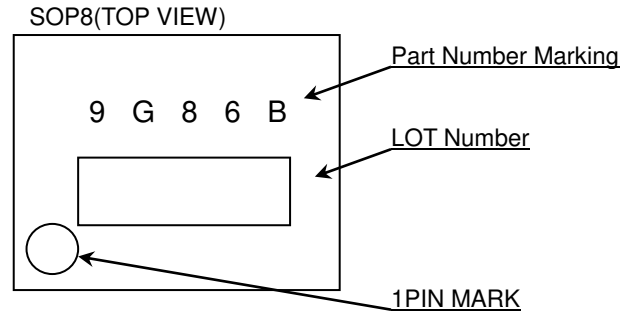 SOP8(TOP VIEW)
Part Number Marking
9 G 8 6 B
LOT Number
1PIN MARK